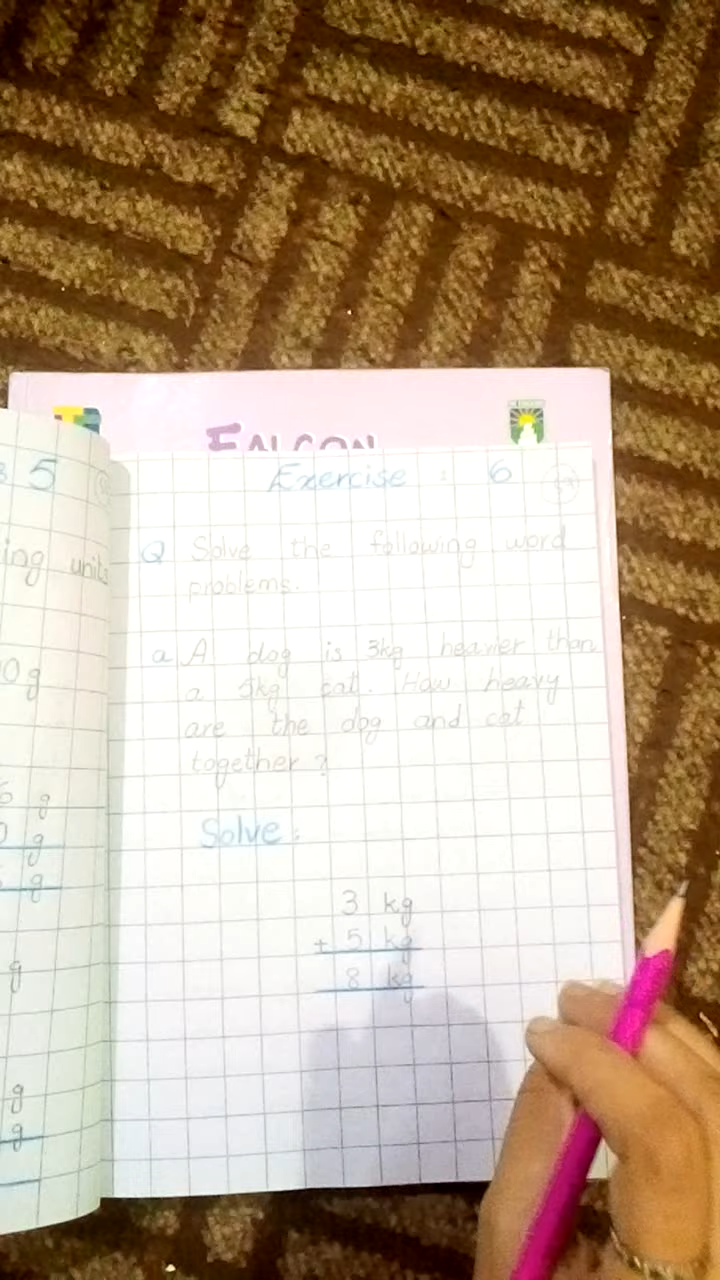 FALCON
5
ing units
0g
g
g
g
g
g
g
Exercise : 6
Q Solve the following word
problems.
a A dog is 3kg heavier than
a 5kg cat. How heavy
are the dog and cat
together?
Solve:
3 kg
+ 5 kg
8 kg